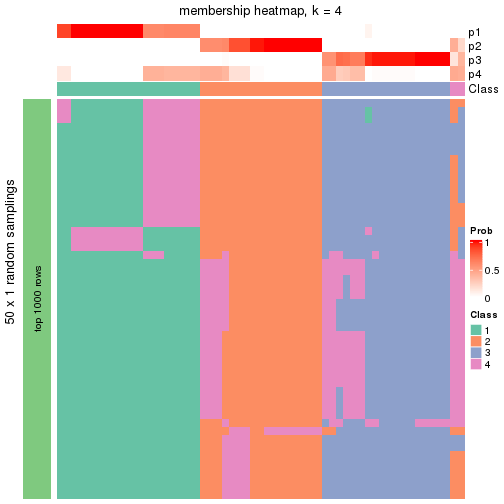 membership heatmap, k = 4
p1
p2
p3
p4
Class
50 x 1 random samplings
top 1000 rows
Prob
1
0.5
0
Class
1
2
3
4